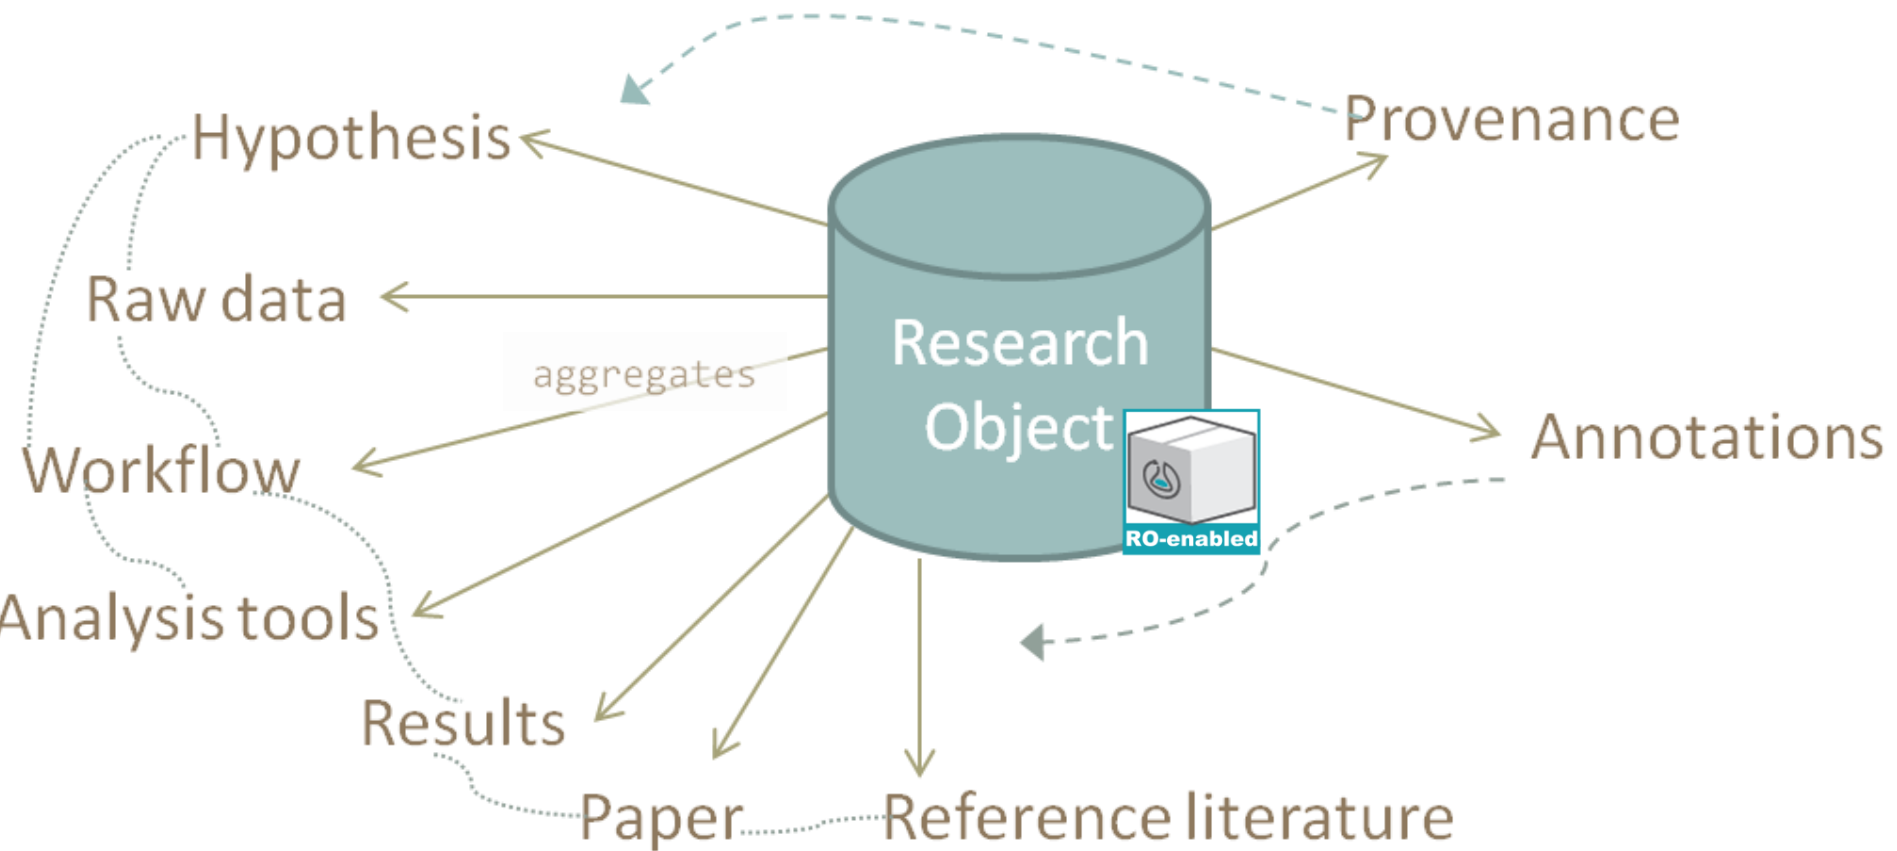 Hypothesis
Provenance
Raw data
aggregates
Research
Object
RO-enabled
Annotations
Workflow
Analysis tools
Results
Paper
Reference literature